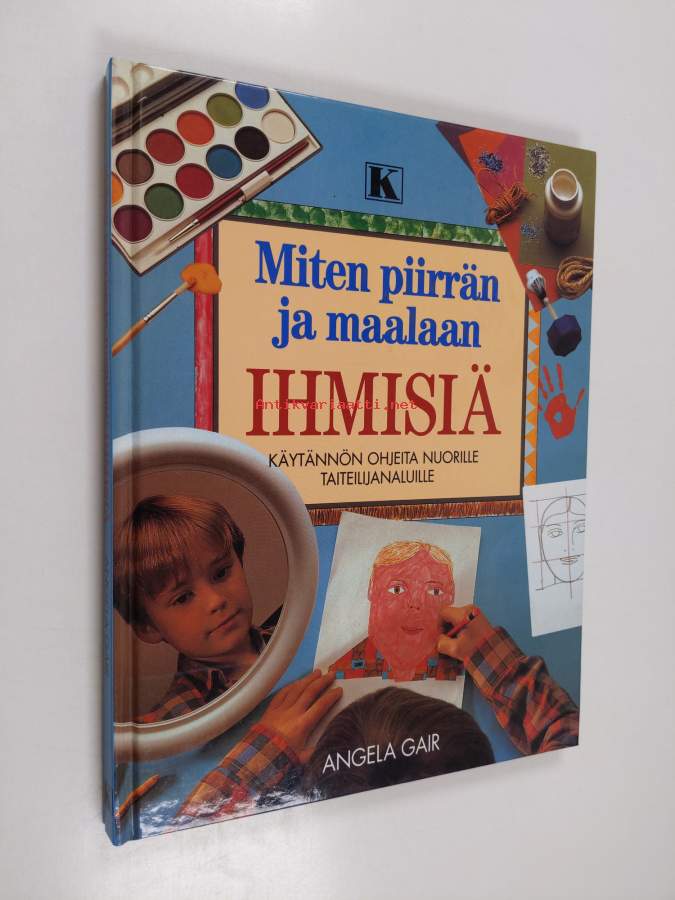 K
Miten piirrän
ja maalaan
IHMISIÄ
Antikvariaatti.net
KÄYTÄNNÖN OHJEITA NUORILLE
TAITEILIJANALUILLE
ANGELA GAIR